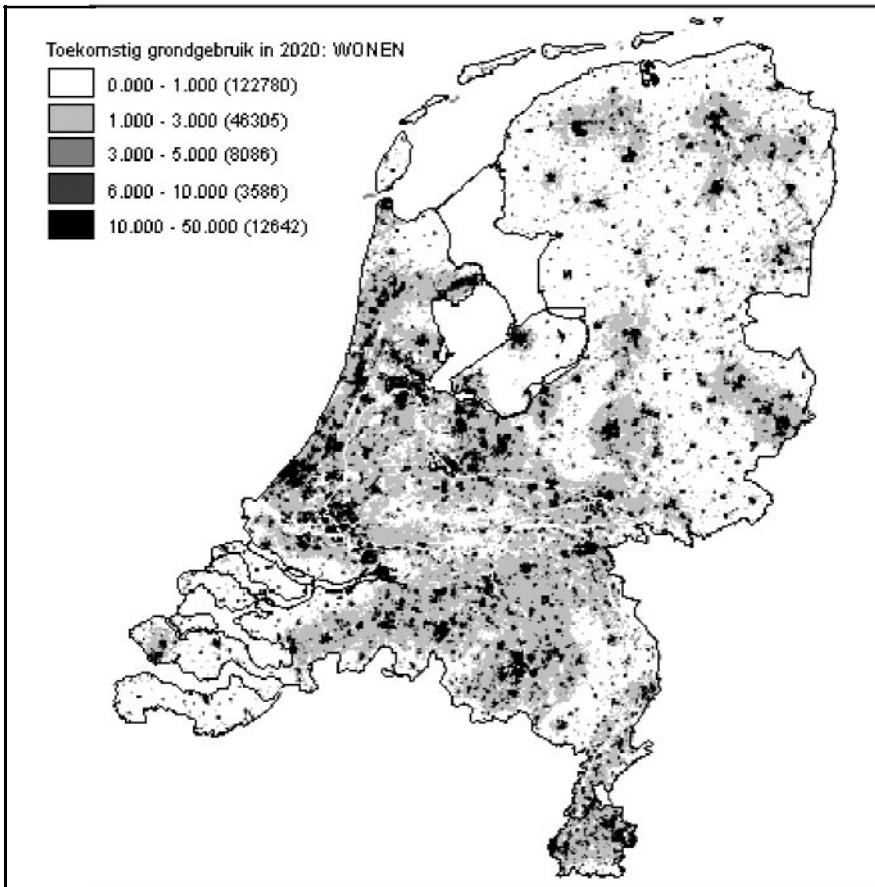 Toekomstig grondgebruik in 2020: WONEN
0.000 - 1.000 (122780)
1.000 - 3.000 (46305)
3.000 - 5.000 (8086)
6.000 - 10.000 (3586)
10.000 - 50.000 (12642)